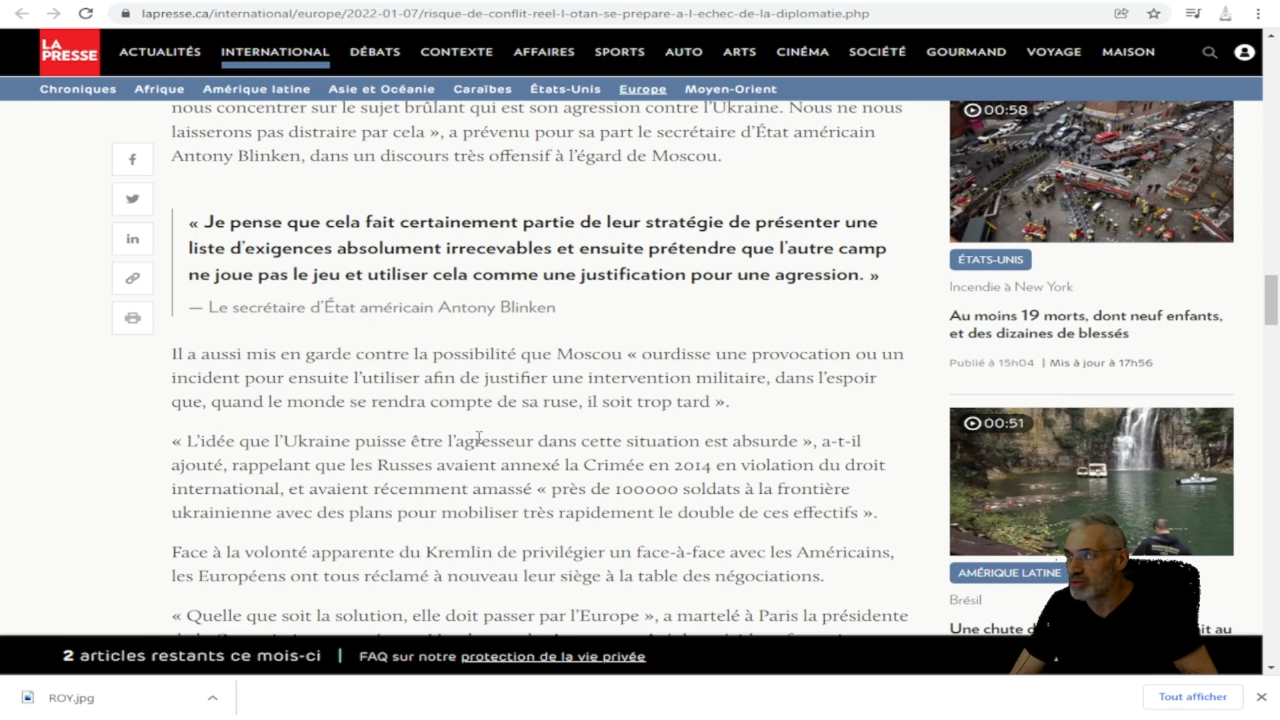 lapresse.ca/international/europe/2022-01-07/risque-de-conflit-reel-l-otan-se-prepare-a-l-echec-de-la-diplomatie.php
LA PRESSE
ACTUALITÉS INTERNATIONAL DÉBATS CONTEXTE AFFAIRES SPORTS AUTO ARTS CINÉMA SOCIÉTÉ GOURMAND VOYAGE MAISON
Chroniques Afrique Amérique latine Asie et Océanie Caraïbes États-Unis Europe Moyen-Orient
nous concentrer sur le sujet brûlant qui est son agression contre l'Ukraine. Nous ne nous
laisserons pas distraire par cela », a prévenu pour sa part le secrétaire d'État américain
Antony Blinken, dans un discours très offensif à l'égard de Moscou.
« Je pense que cela fait certainement partie de leur stratégie de présenter une
liste d'exigences absolument irrecevables et ensuite prétendre que l'autre camp
ne joue pas le jeu et utiliser cela comme une justification pour une agression. »
— Le secrétaire d'État américain Antony Blinken
Il a aussi mis en garde contre la possibilité que Moscou « ourdisse une provocation ou un
incident pour ensuite l'utiliser afin de justifier une intervention militaire, dans l'espoir
que, quand le monde se rendra compte de sa ruse, il soit trop tard ».
« L'idée que l'Ukraine puisse être l'agresseur dans cette situation est absurde », a-t-il
ajouté, rappelant que les Russes avaient annexé la Crimée en 2014 en violation du droit
international, et avaient récemment amassé « près de 100000 soldats à la frontière
ukrainienne avec des plans pour mobiliser très rapidement le double de ces effectifs ».
Face à la volonté apparente du Kremlin de privilégier un face-à-face avec les Américains,
les Européens ont tous réclamé à nouveau leur siège à la table des négociations.
« Quelle que soit la solution, elle doit passer par l'Europe », a martelé à Paris la présidente
00:58
ÉTATS-UNIS
Incendie à New York
Au moins 19 morts, dont neuf enfants,
et des dizaines de blessés
Publié à 15h04 | Mis à jour à 17h56
00:51
AMÉRIQUE LATINE
Brésil
Une chute
it au
2 articles restants ce mois-ci | FAQ sur notre protection de la vie privée
ROY.jpg
Tout afficher